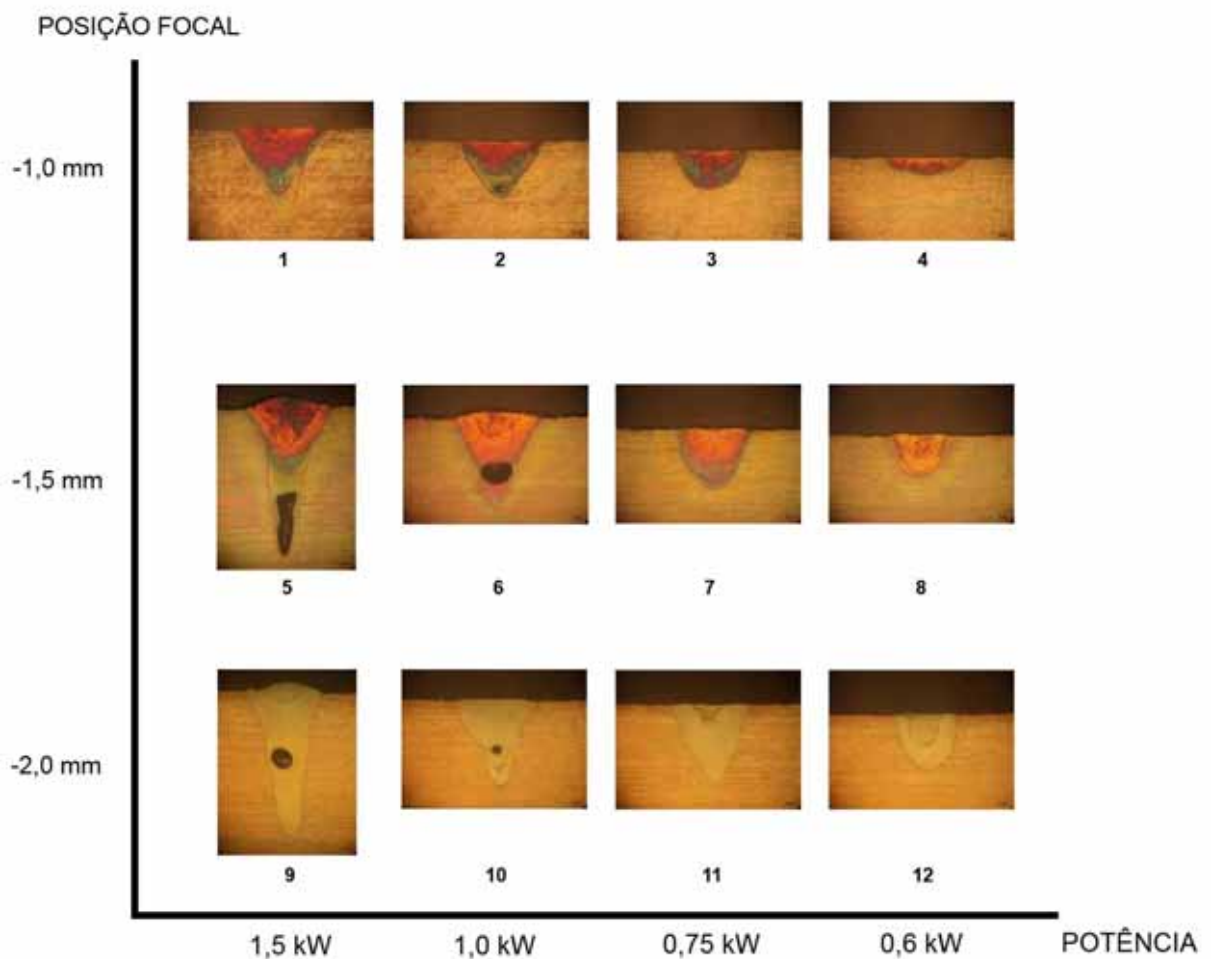 POSIÇÃO FOCAL
-1,0 mm
1 2 3 4
-1,5 mm
5 6 7 8
-2,0 mm
9 10 11 12
1,5 kW 1,0 kW 0,75 kW 0,6 kW POTÊNCIA